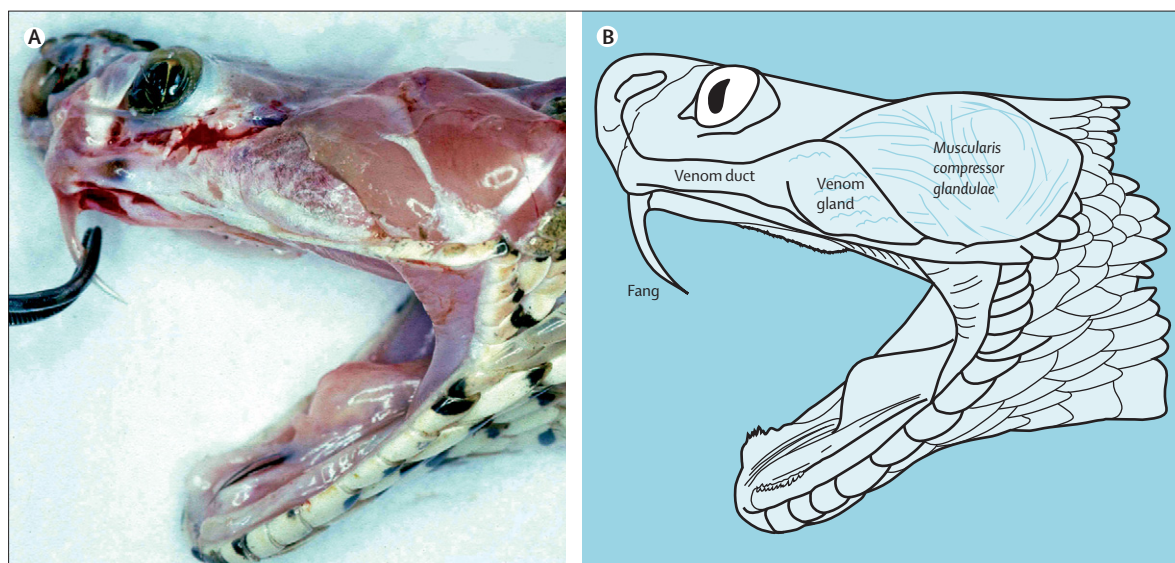 A
B
Venom duct
Venom
gland
Muscularis
compressor
glandulae
Fang